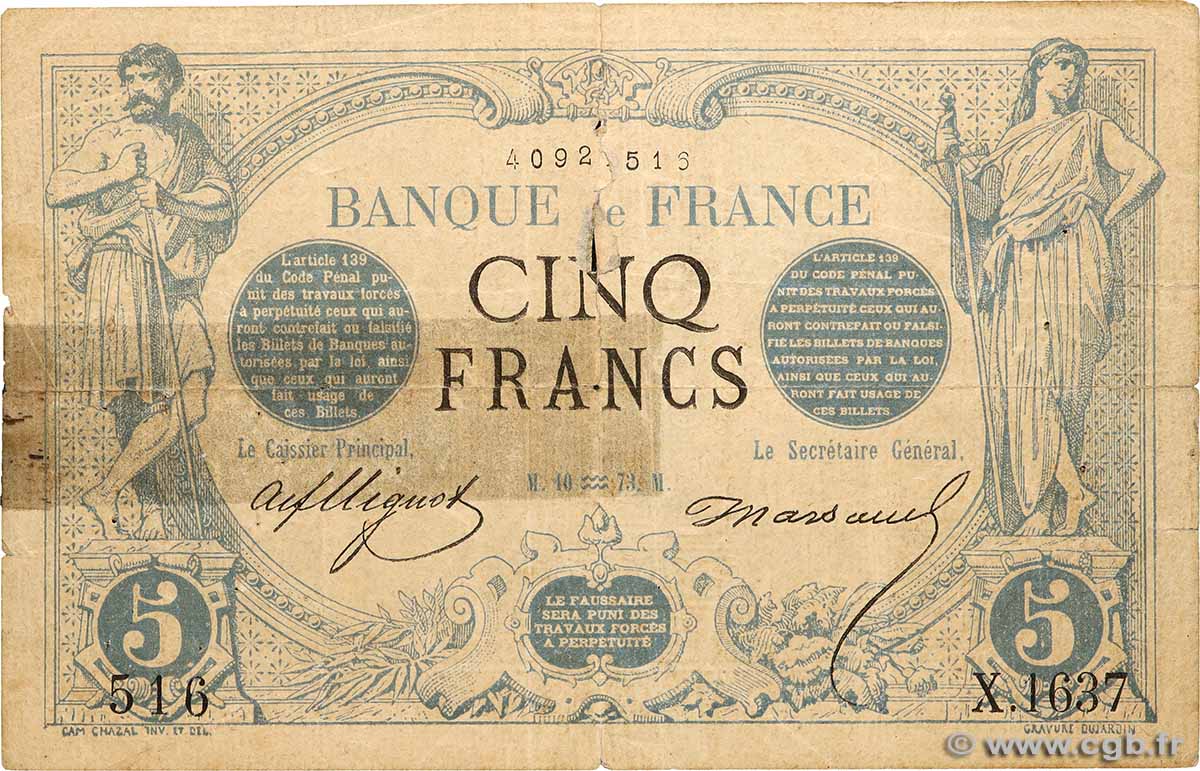 4092 516
BANQUE de FRANCE
CINQ
FRANCS
L'article 139
du Code Pénal pu-
nit des travaux forcés
à perpétuité ceux qui au-
ront contrefait ou falsifié
les Billets de Banques au-
torisées par la loi, ainsi
que ceux qui auront
fait usage de
ces Billets.
L'ARTICLE 139
DU CODE PÉNAL PU-
NIT DES TRAVAUX FORCÉS
À PERPÉTUITÉ CEUX QUI AU-
RONT CONTREFAIT OU FALSI-
FIÉ LES BILLETS DE BANQUES
AUTORISÉES PAR LA LOI,
AINSI QUE CEUX QUI AU-
RONT FAIT USAGE DE
CES BILLETS.
Le Caissier Principal,
Le Secrétaire Général,
M. 10 73. M.
Mignot
Marsaud
5
LE FAUSSAIRE
SERA PUNI DES
TRAVAUX FORCÉS
À PERPÉTUITÉ
5
516
X.1637
CAM CHAZAL INV. ET DEL.
GRAVURE DUJARDIN
© www.cgb.fr